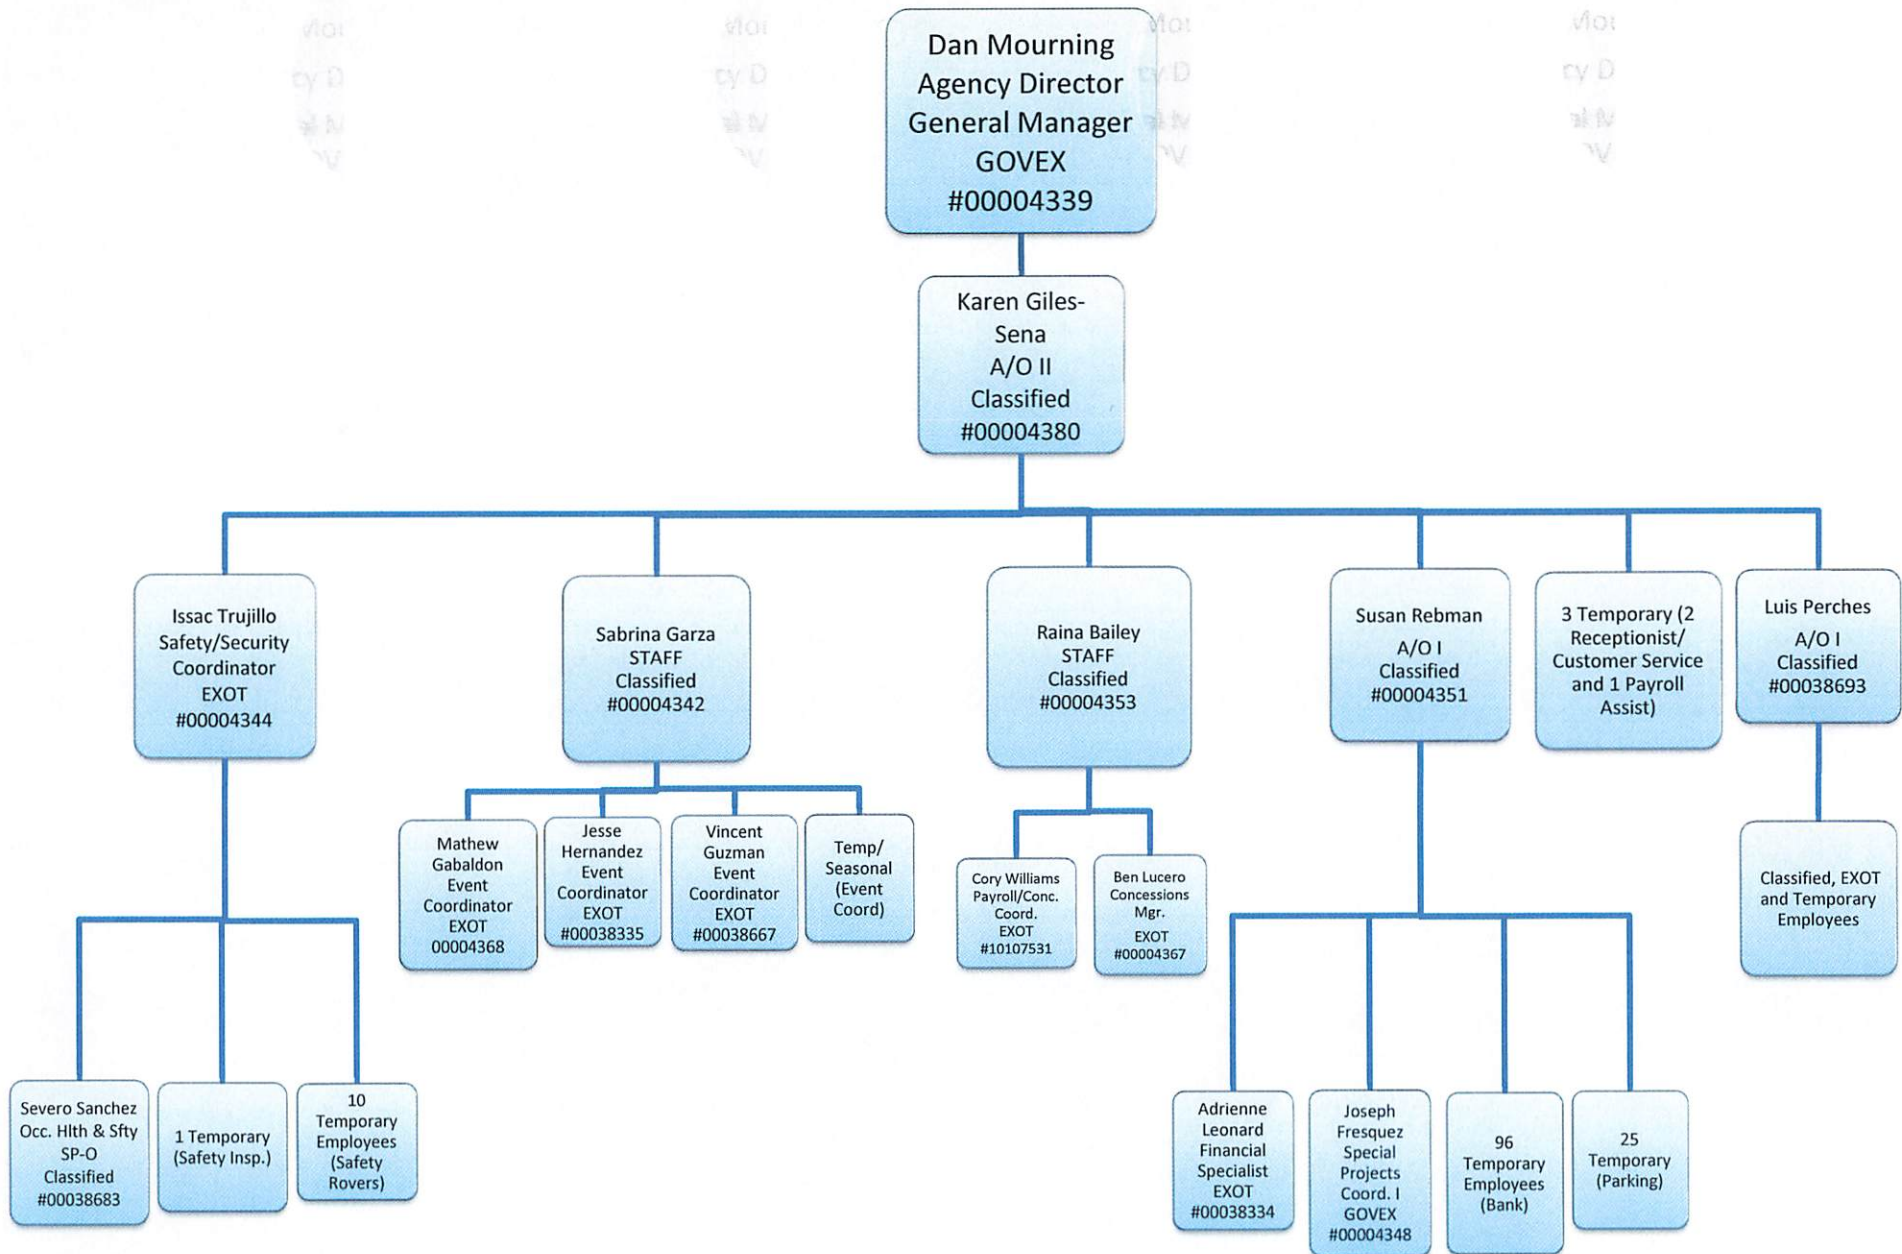 Dan Mourning
Agency Director
General Manager
GOVEX
#00004339
Karen Giles-
Sena
A/O II
Classified
#00004380
Issac Trujillo
Safety/Security
Coordinator
EXOT
#00004344
Sabrina Garza
STAFF
Classified
#00004342
Raina Bailey
STAFF
Classified
#00004353
Susan Rebman
A/O I
Classified
#00004351
3 Temporary (2
Receptionist/
Customer Service
and 1 Payroll
Assist)
Luis Perches
A/O I
Classified
#00038693
Mathew
Gabaldon
Event
Coordinator
EXOT
00004368
Jesse
Hernandez
Event
Coordinator
EXOT
#00038335
Vincent
Guzman
Event
Coordinator
EXOT
#00038667
Temp/
Seasonal
(Event
Coord)
Cory Williams
Payroll/Conc.
Coord.
EXOT
#10107531
Ben Lucero
Concessions
Mgr.
EXOT
#00004367
Classified, EXOT
and Temporary
Employees
Severo Sanchez
Occ. Hlth & Sfty
SP-O
Classified
#00038683
1 Temporary
(Safety Insp.)
10
Temporary
Employees
(Safety
Rovers)
Adrienne
Leonard
Financial
Specialist
EXOT
#00038334
Joseph
Fresquez
Special
Projects
Coord. I
GOVEX
#00004348
96
Temporary
Employees
(Bank)
25
Temporary
(Parking)